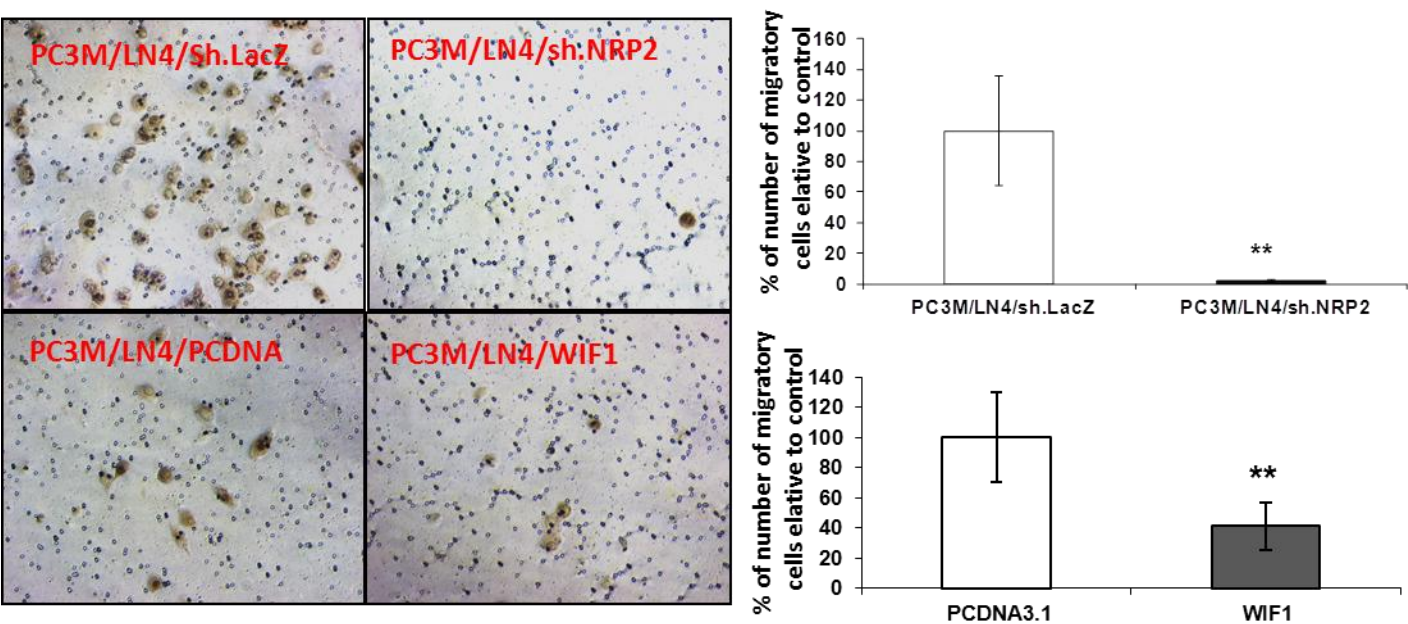 PC3M/LN4/Sh.LacZ
PC3M/LN4/sh.NRP2
PC3M/LN4/PCDNA
PC3M/LN4/WIF1
% of number of migratory
cells elative to control
160
140
120
100
80
60
40
20
0
**
PC3M/LN4/sh.LacZ
PC3M/LN4/sh.NRP2
% of number of migratory
cells elative to control
140
120
100
80
60
40
20
0
**
PCDNA3.1
WIF1